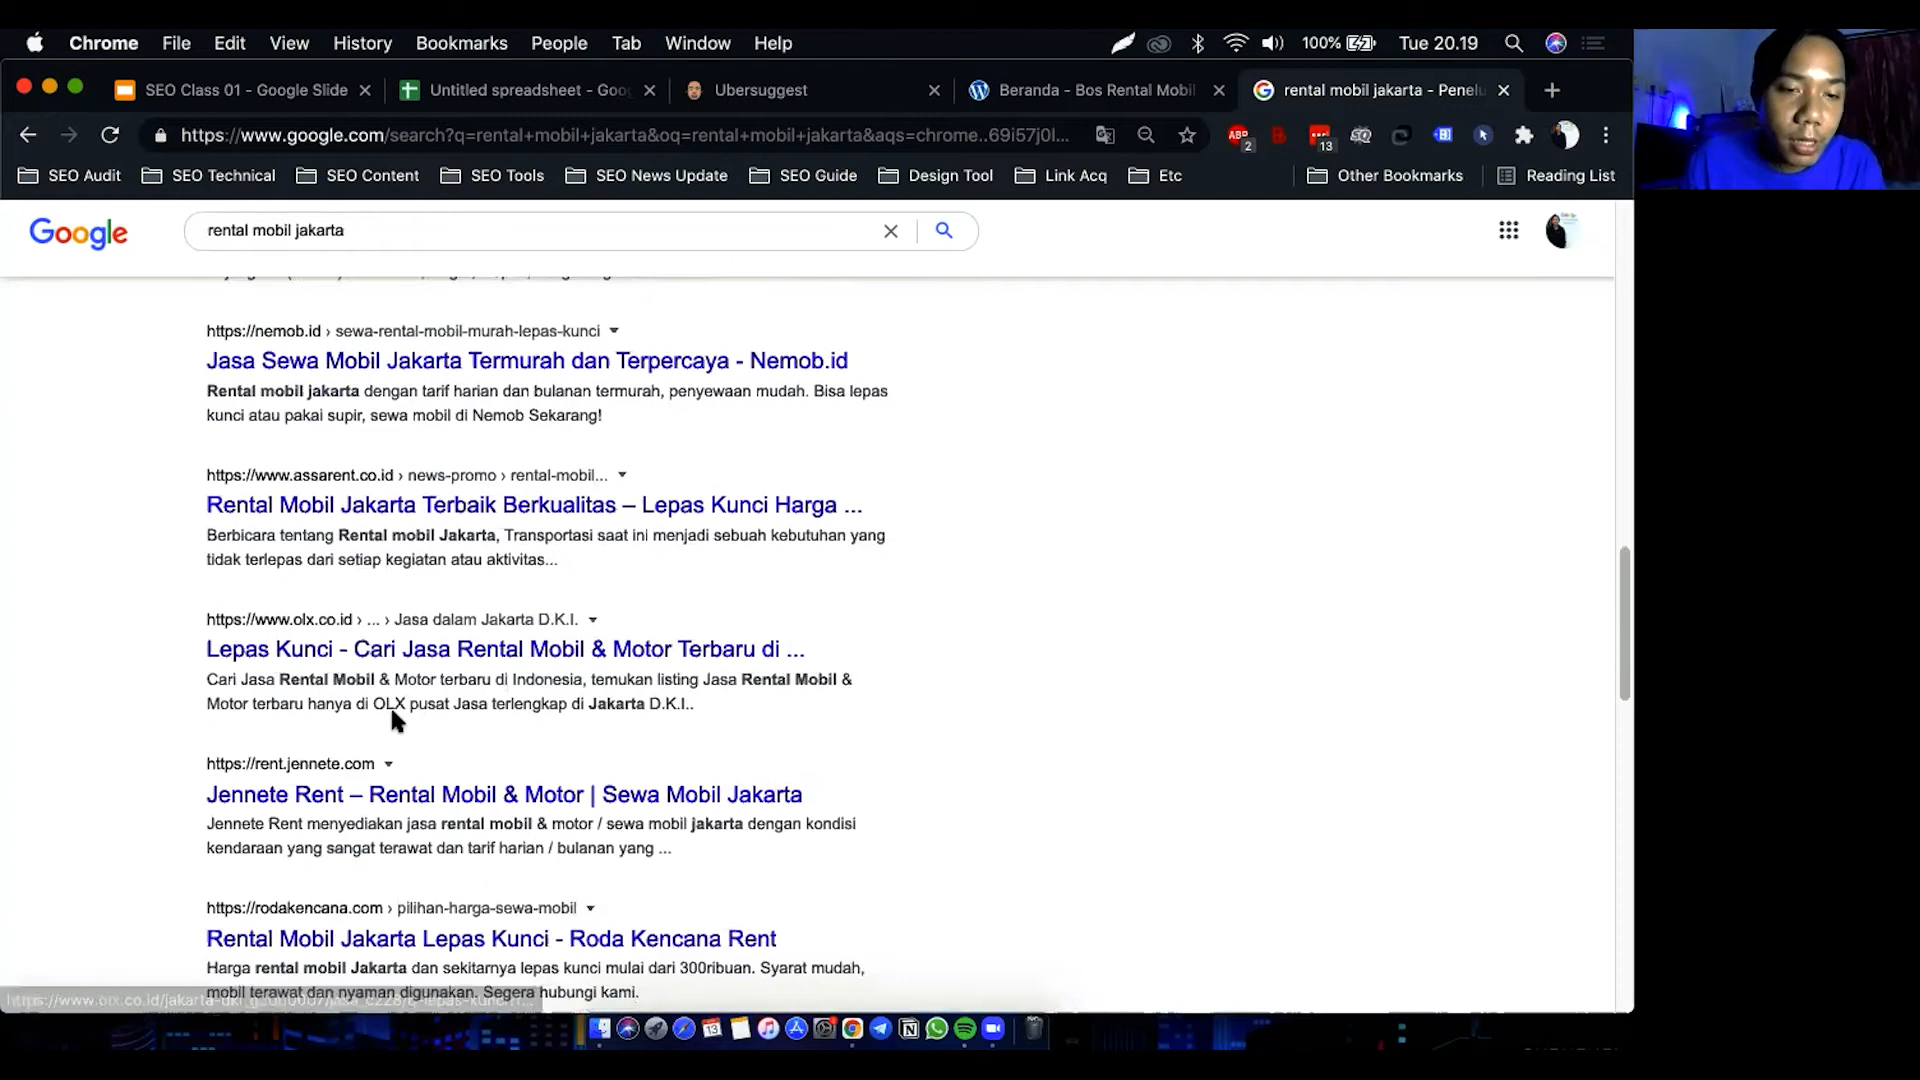 Chrome File Edit View History Bookmarks People Tab Window Help 100% Tue 20.19
SEO Class 01 - Google Slide Untitled spreadsheet - Goog Ubersuggest Beranda - Bos Rental Mobil rental mobil jakarta - Penelu
https://www.google.com/search?q=rental+mobil+jakarta&oq=rental+mobil+jakarta&aqs=chrome..69i57j0l... ABP 2 13
SEO Audit SEO Technical SEO Content SEO Tools SEO News Update SEO Guide Design Tool Link Acq Etc Other Bookmarks Reading List
Google rental mobil jakarta
https://nemob.id › sewa-rental-mobil-murah-lepas-kunci
Jasa Sewa Mobil Jakarta Termurah dan Terpercaya - Nemob.id
Rental mobil jakarta dengan tarif harian dan bulanan termurah, penyewaan mudah. Bisa lepas
kunci atau pakai supir, sewa mobil di Nemob Sekarang!
https://www.assarent.co.id › news-promo › rental-mobil...
Rental Mobil Jakarta Terbaik Berkualitas – Lepas Kunci Harga ...
Berbicara tentang Rental mobil Jakarta, Transportasi saat ini menjadi sebuah kebutuhan yang
tidak terlepas dari setiap kegiatan atau aktivitas...
https://www.olx.co.id › ... › Jasa dalam Jakarta D.K.I.
Lepas Kunci - Cari Jasa Rental Mobil & Motor Terbaru di ...
Cari Jasa Rental Mobil & Motor terbaru di Indonesia, temukan listing Jasa Rental Mobil &
Motor terbaru hanya di OLX pusat Jasa terlengkap di Jakarta D.K.I..
https://rent.jennete.com
Jennete Rent – Rental Mobil & Motor | Sewa Mobil Jakarta
Jennete Rent menyediakan jasa rental mobil & motor / sewa mobil jakarta dengan kondisi
kendaraan yang sangat terawat dan tarif harian / bulanan yang ...
https://rodakencana.com › pilihan-harga-sewa-mobil
Rental Mobil Jakarta Lepas Kunci - Roda Kencana Rent
Harga rental mobil Jakarta dan sekitarnya lepas kunci mulai dari 300ribuan. Syarat mudah,
mobil terawat dan nyaman digunakan. Segera hubungi kami.